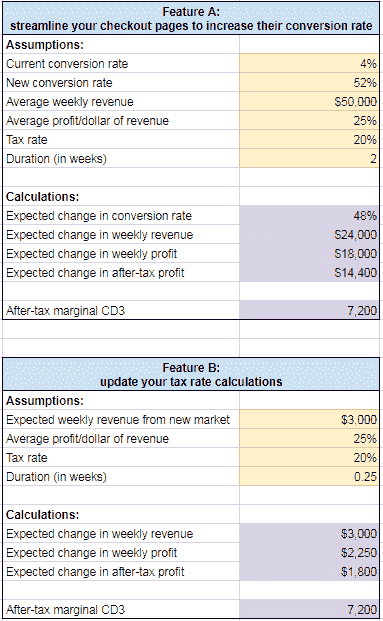 Feature A:
streamline your checkout pages to increase their conversion rate
Assumptions:
Current conversion rate 4%
New conversion rate 52%
Average weekly revenue $50,000
Average profit/dollar of revenue 25%
Tax rate 20%
Duration (in weeks) 2
Calculations:
Expected change in conversion rate 48%
Expected change in weekly revenue $24,000
Expected change in weekly profit $18,000
Expected change in after-tax profit $14,400
After-tax marginal CD3 7,200
Feature B:
update your tax rate calculations
Assumptions:
Expected weekly revenue from new market $3,000
Average profit/dollar of revenue 25%
Tax rate 20%
Duration (in weeks) 0.25
Calculations:
Expected change in weekly revenue $3,000
Expected change in weekly profit $2,250
Expected change in after-tax profit $1,800
After-tax marginal CD3 7,200